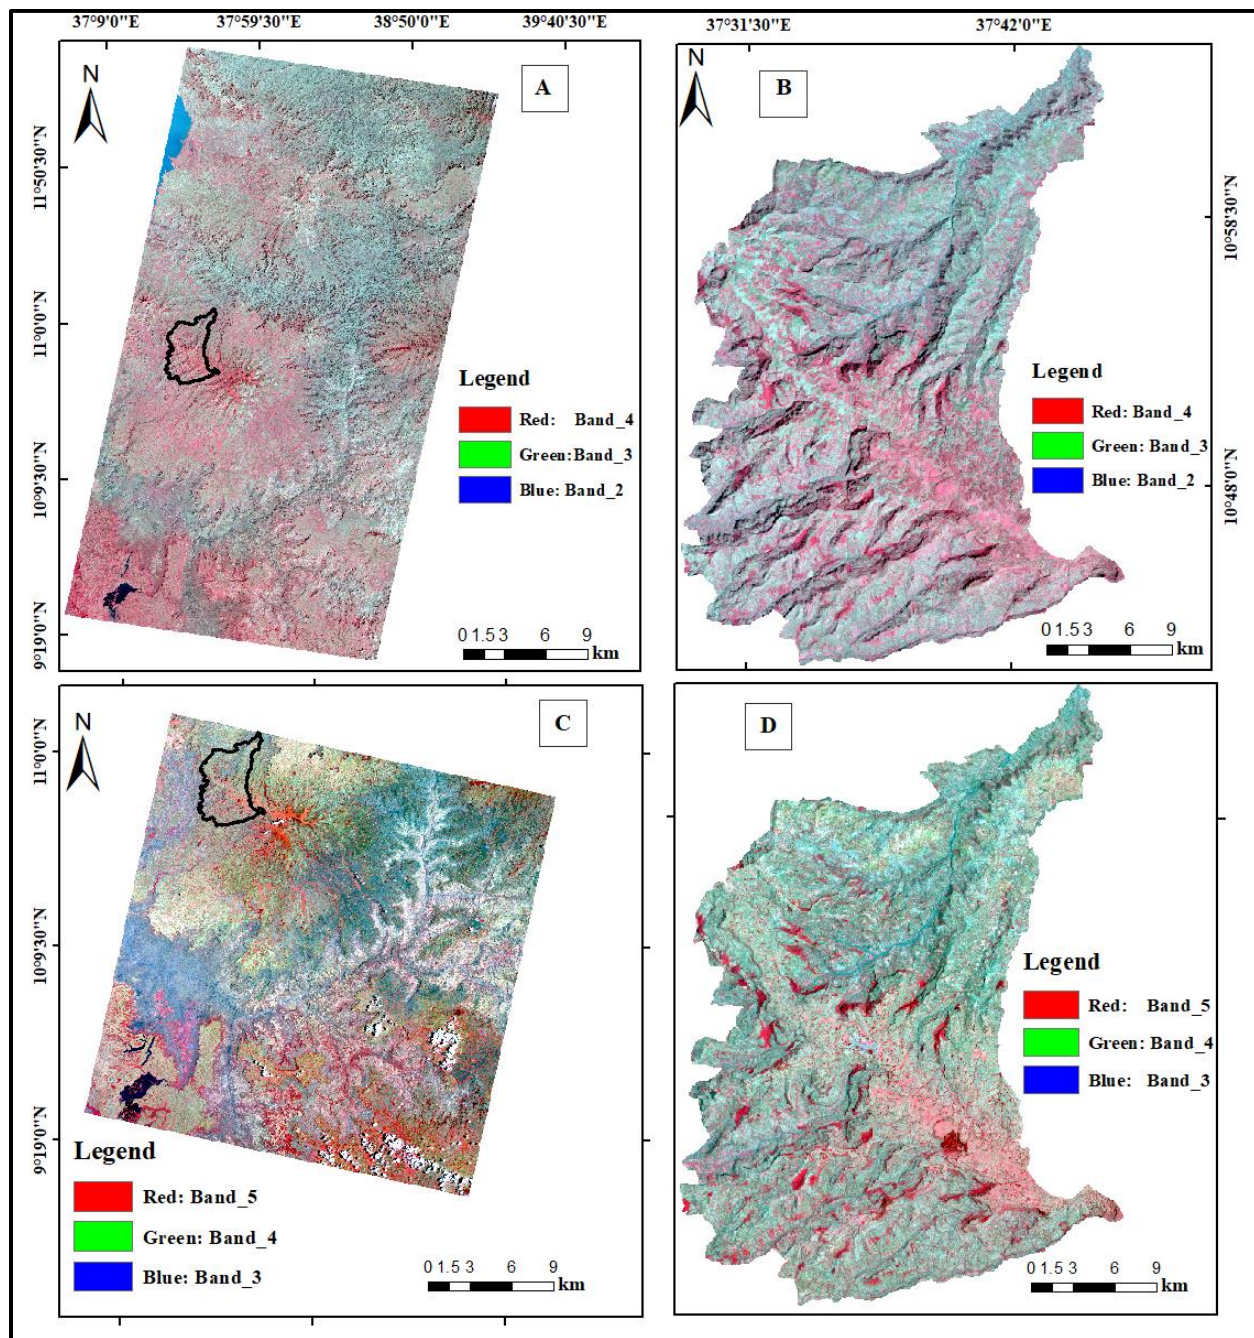 37°9'0"E 37°59'30"E 38°50'0"E 39°40'30"E
37°31'30"E 37°42'0"E
N
A
11°50'30"N
11°0'0"N
10°9'30"N
9°19'0"N
Legend
Red: Band_4
Green:Band_3
Blue: Band_2
0 1.5 3 6 9
km
N
B
10°58'30"N
10°48'0"N
Legend
Red: Band_4
Green: Band_3
Blue: Band_2
0 1.5 3 6 9
km
N
C
11°0'0"N
10°9'30"N
9°19'0"N
Legend
Red: Band_5
Green: Band_4
Blue: Band_3
0 1.5 3 6 9
km
D
Legend
Red: Band_5
Green: Band_4
Blue: Band_3
0 1.5 3 6 9
km